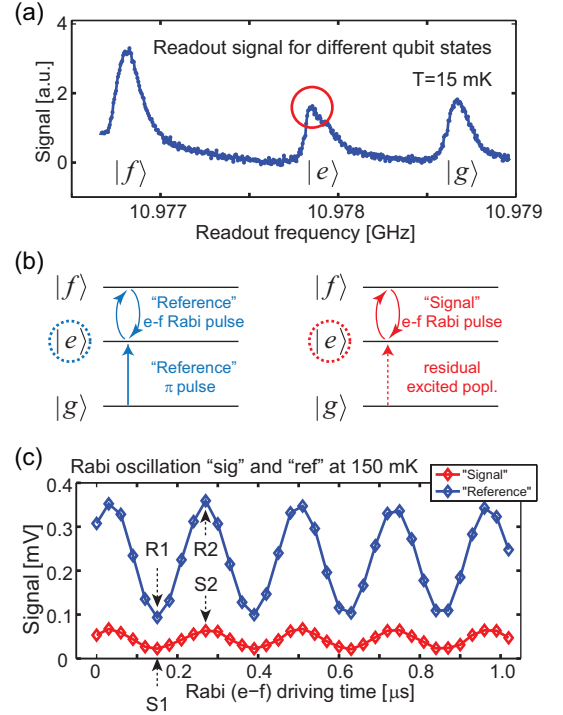 (a)
Readout signal for different qubit states
T=15 mK
Signal [a.u.]
4
2
0
|f⟩
|e⟩
|g⟩
10.977
10.978
10.979
Readout frequency [GHz]
(b)
|f⟩
"Reference"
e-f Rabi pulse
|e⟩
"Reference"
π pulse
|g⟩
|f⟩
"Signal"
e-f Rabi pulse
|e⟩
residual
excited popl.
|g⟩
(c)
Rabi oscillation "sig" and "ref" at 150 mK
"Signal"
"Reference"
Signal [mV]
0.4
0.3
0.2
0.1
0
R1
R2
S2
S1
0
0.2
0.4
0.6
0.8
1.0
Rabi (e−f) driving time [μs]